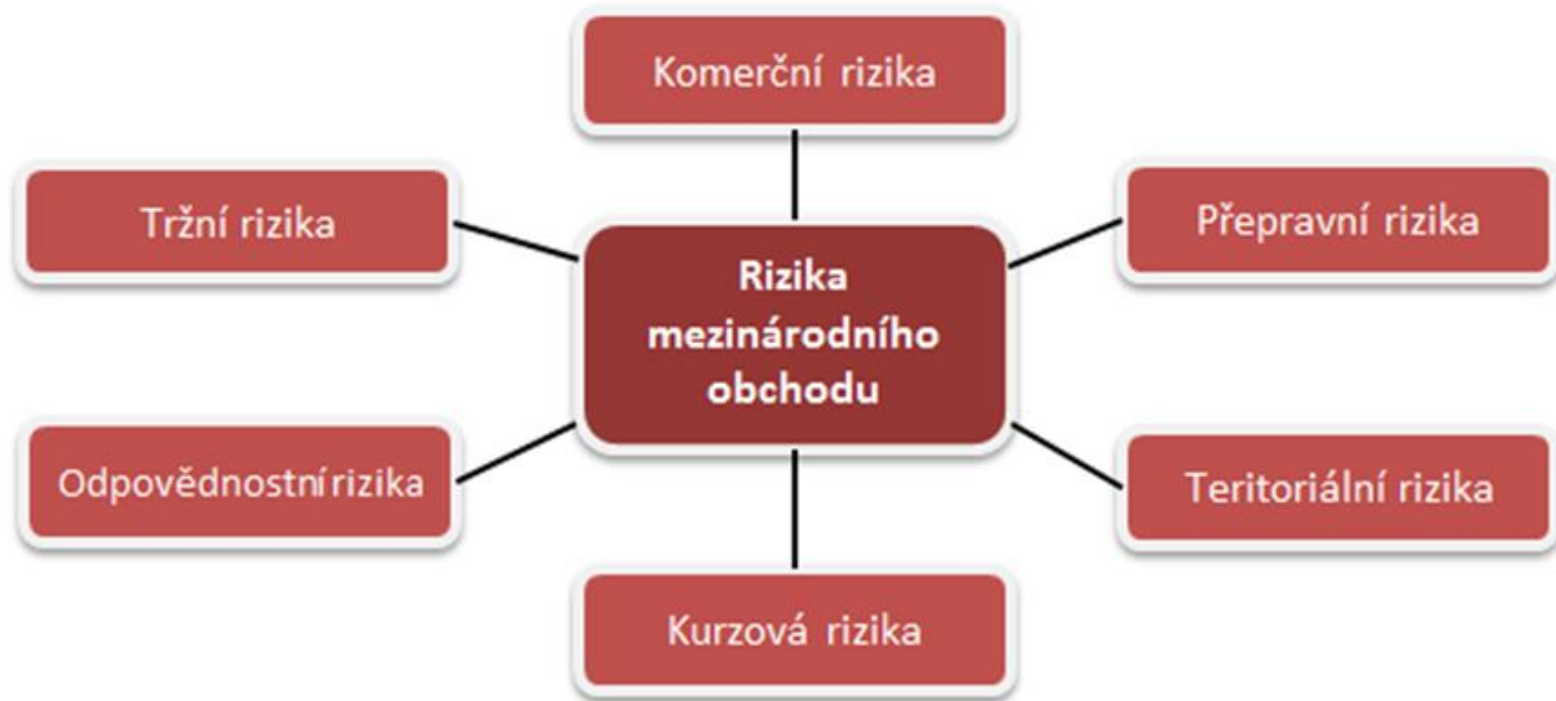 Komerční rizika
Tržní rizika
Přepravní rizika
Rizika
mezinárodního
obchodu
Odpovědnostní rizika
Teritoriální rizika
Kurzová rizika